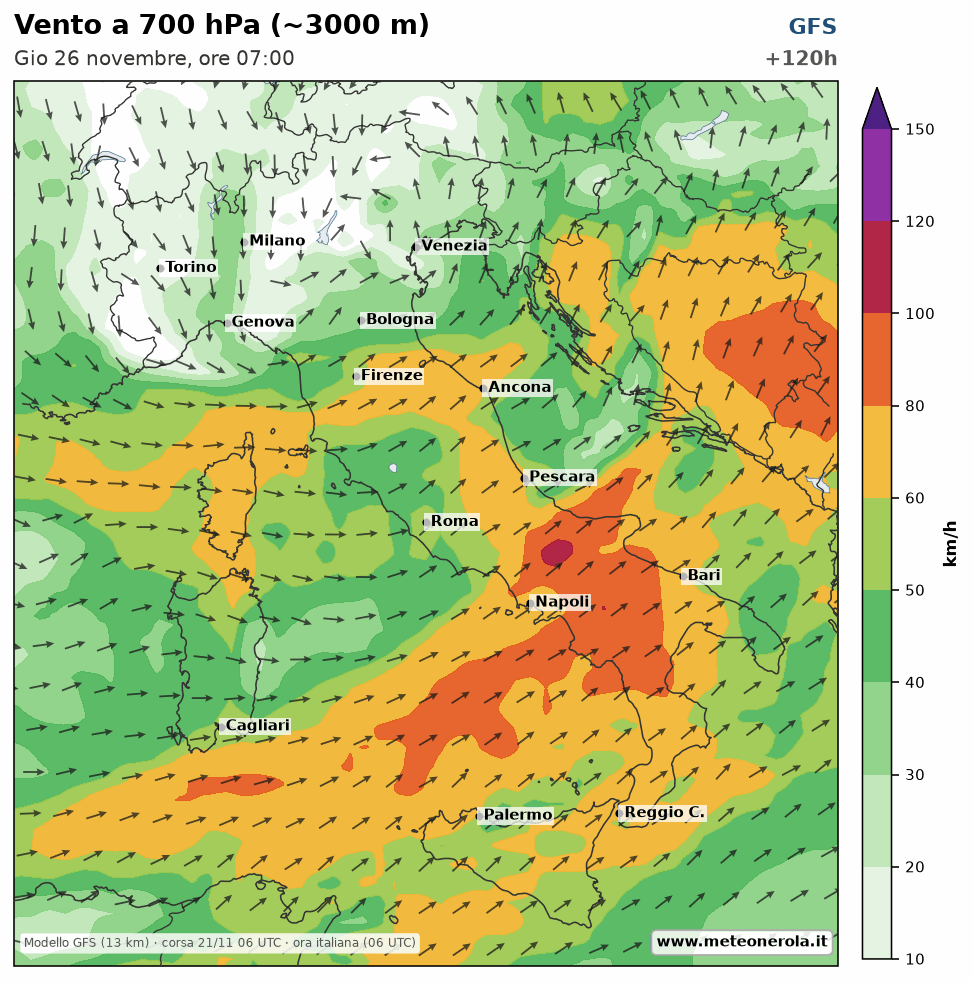 Vento a 700 hPa (~3000 m)
GFS
Gio 26 novembre, ore 07:00
+120h
150
120
100
80
60
50
40
30
20
10
km/h
Milano
Venezia
Torino
Genova
Bologna
Firenze
Ancona
Pescara
Roma
Bari
Napoli
Cagliari
Palermo
Reggio C.
Modello GFS (13 km) · corsa 21/11 06 UTC · ora italiana (06 UTC)
www.meteonerola.it